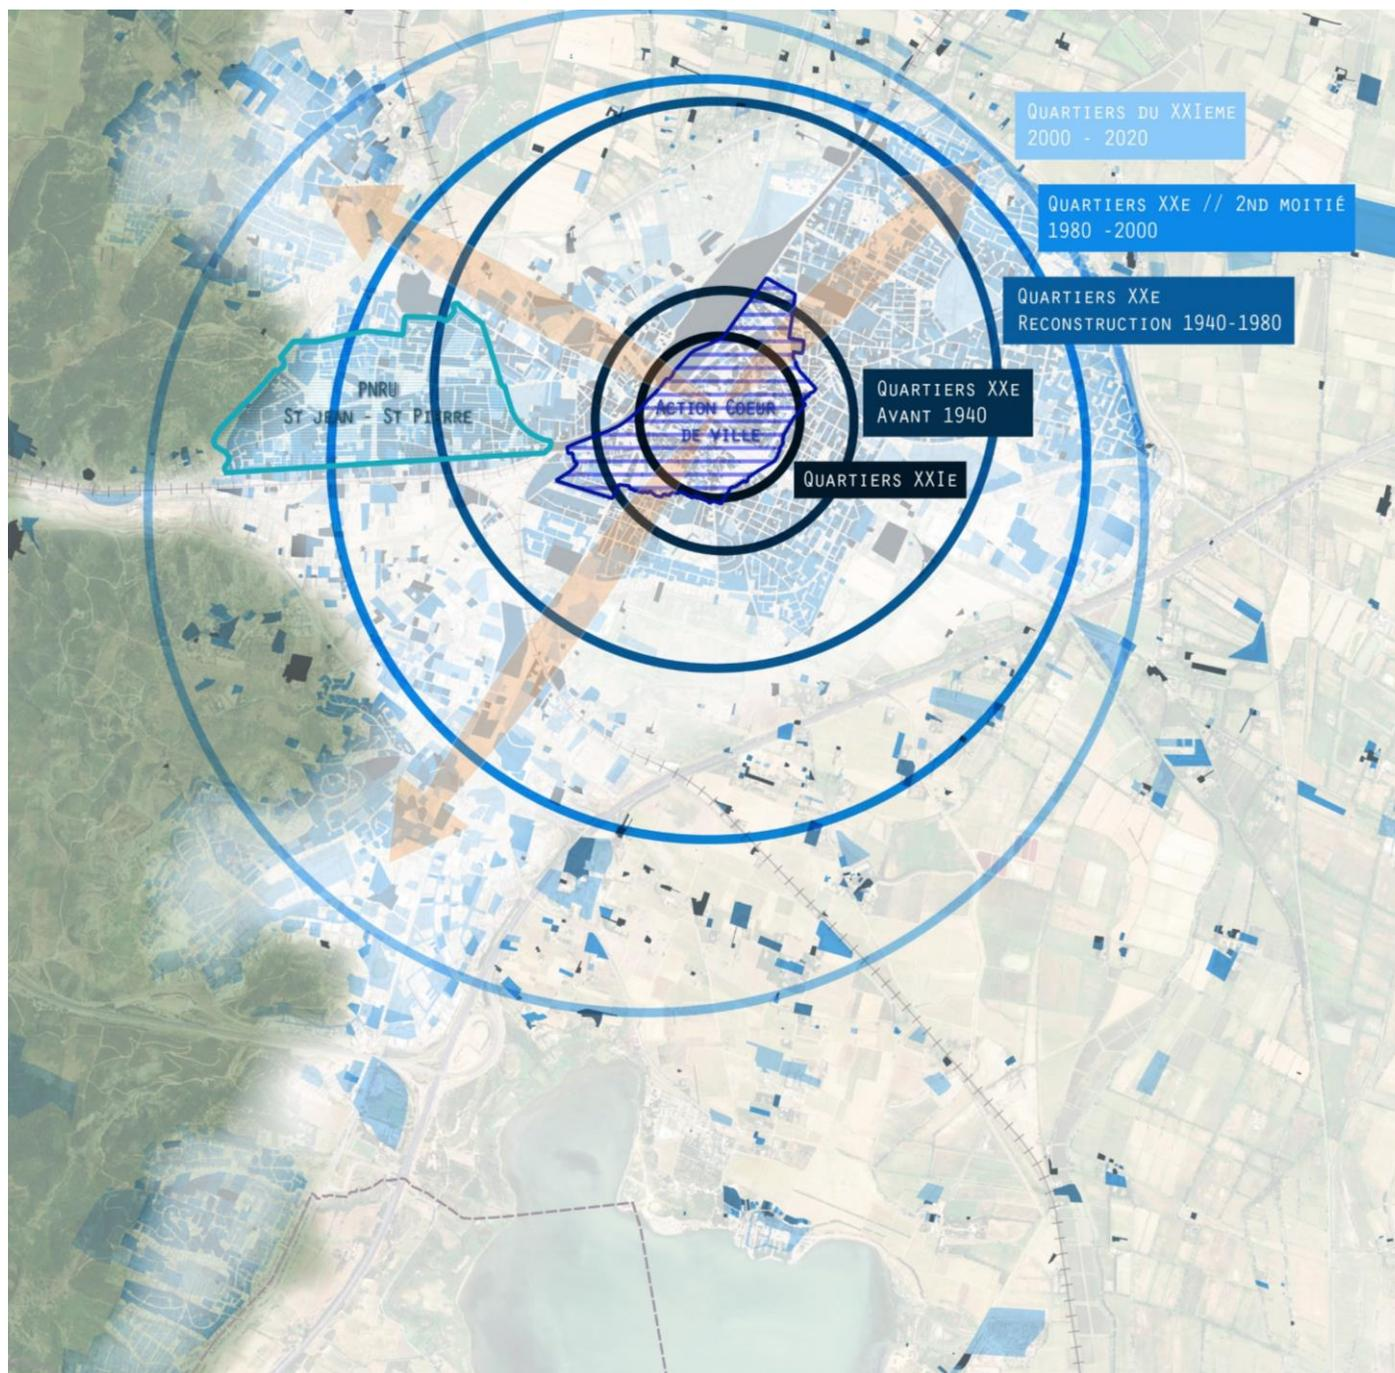 QUARTIERS DU XXIEME
2000 - 2020
QUARTIERS XXE // 2ND MOITIÉ
1980 -2000
QUARTIERS XXE
RECONSTRUCTION 1940-1980
QUARTIERS XXE
AVANT 1940
QUARTIERS XXIE
PNRU
ST JEAN - ST PIERRE
ACTION COEUR
DE VILLE